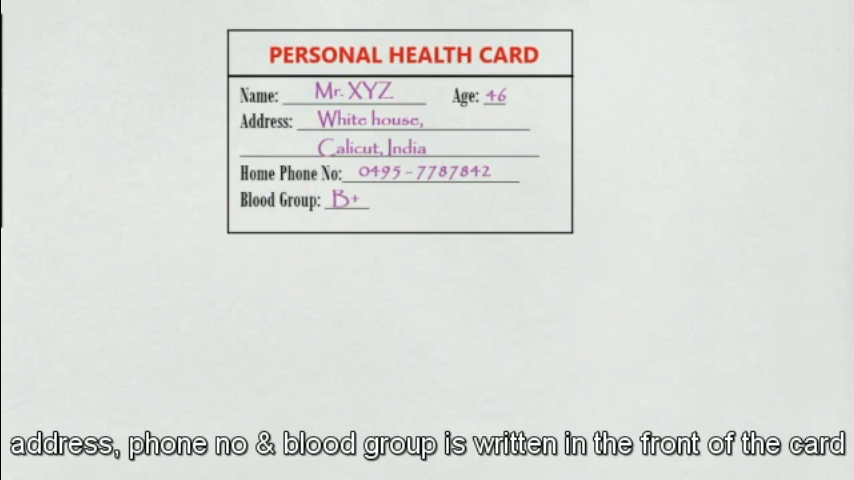 PERSONAL HEALTH CARD
Name: Mr. XYZ Age: 46
Address: White house,
Calicut, India
Home Phone No: 0495 - 7787842
Blood Group: B+
address, phone no & blood group is written in the front of the card